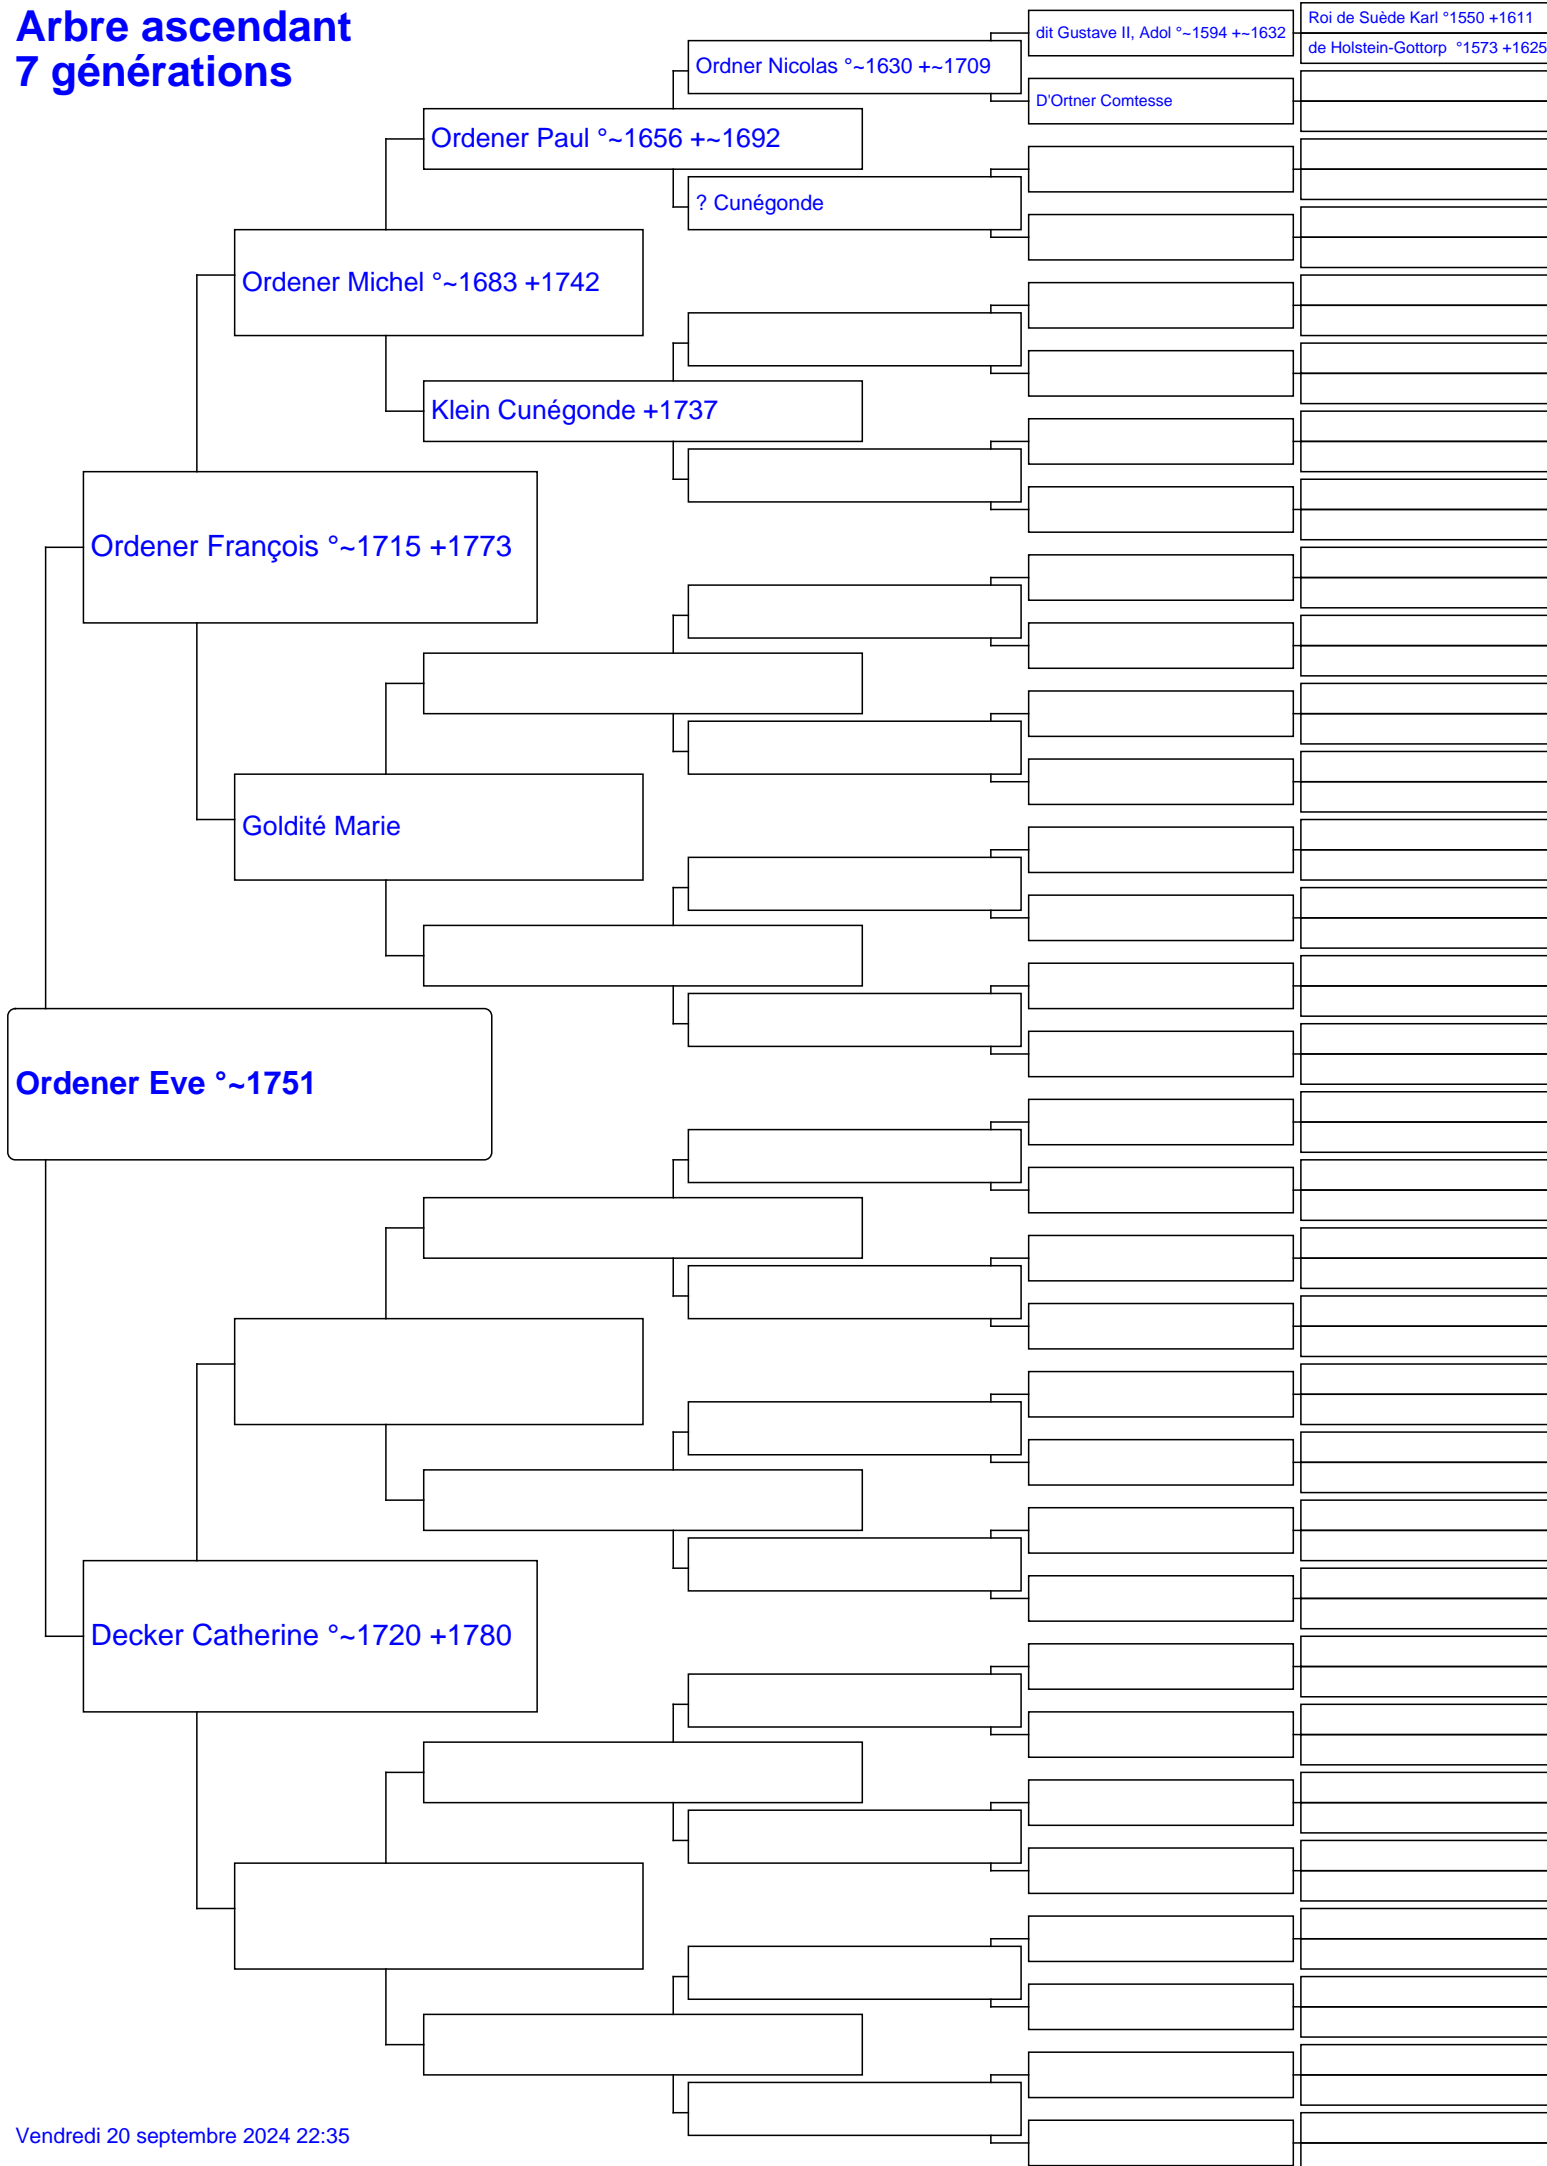 Arbre ascendant
7 générations
Roi de Suède Karl °1550 +1611
dit Gustave II, Adol °~1594 +~1632
de Holstein-Gottorp  °1573 +1625
Ordner Nicolas °~1630 +~1709
D'Ortner Comtesse
Ordener Paul °~1656 +~1692
? Cunégonde
Ordener Michel °~1683 +1742
Klein Cunégonde +1737
Ordener François °~1715 +1773
Goldité Marie
Ordener Eve °~1751
Decker Catherine °~1720 +1780
Vendredi 20 septembre 2024 22:35